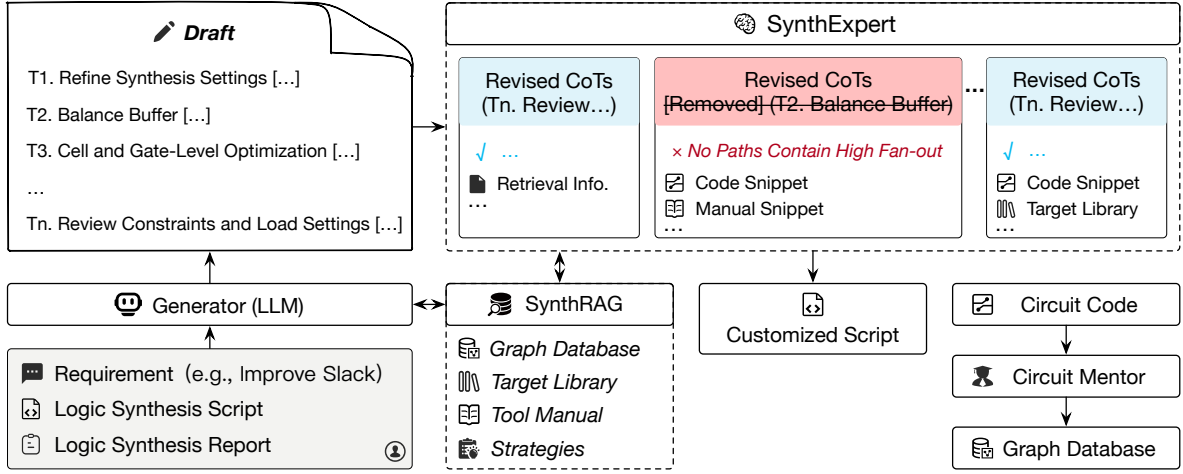 Draft
T1. Refine Synthesis Settings […]
T2. Balance Buffer […]
T3. Cell and Gate-Level Optimization […]
…
Tn. Review Constraints and Load Settings […]
SynthExpert
Revised CoTs
(Tn. Review…)
√ …
Retrieval Info.
…
Revised CoTs
[Removed] (T2. Balance Buffer)
× No Paths Contain High Fan-out
Code Snippet
Manual Snippet
…
...
Revised CoTs
(Tn. Review…)
√ …
Code Snippet
Target Library
…
Generator (LLM)
Requirement (e.g., Improve Slack)
Logic Synthesis Script
Logic Synthesis Report
SynthRAG
Graph Database
Target Library
Tool Manual
Strategies
Customized Script
Circuit Code
Circuit Mentor
Graph Database